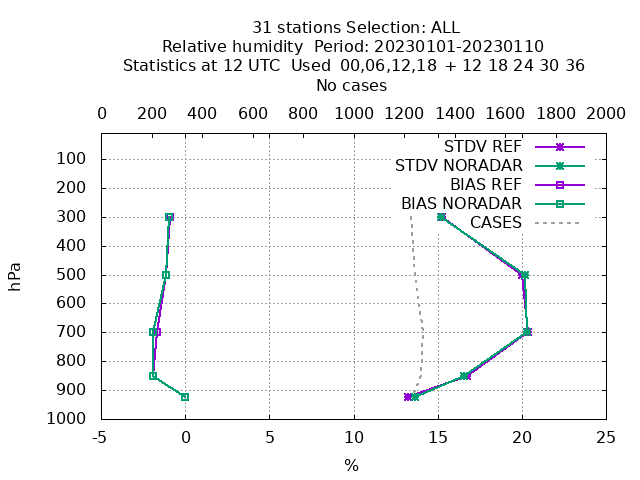 31 stations Selection: ALL
Relative humidity  Period: 20230101-20230110
Statistics at 12 UTC  Used  00,06,12,18  + 12 18 24 30 36
No cases
0 200 400 600 800 1000 1200 1400 1600 1800 2000
STDV REF
STDV NORADAR
BIAS REF
BIAS NORADAR
CASES
100
200
300
400
500
600
700
800
900
1000
hPa
-5 0 5 10 15 20 25
%